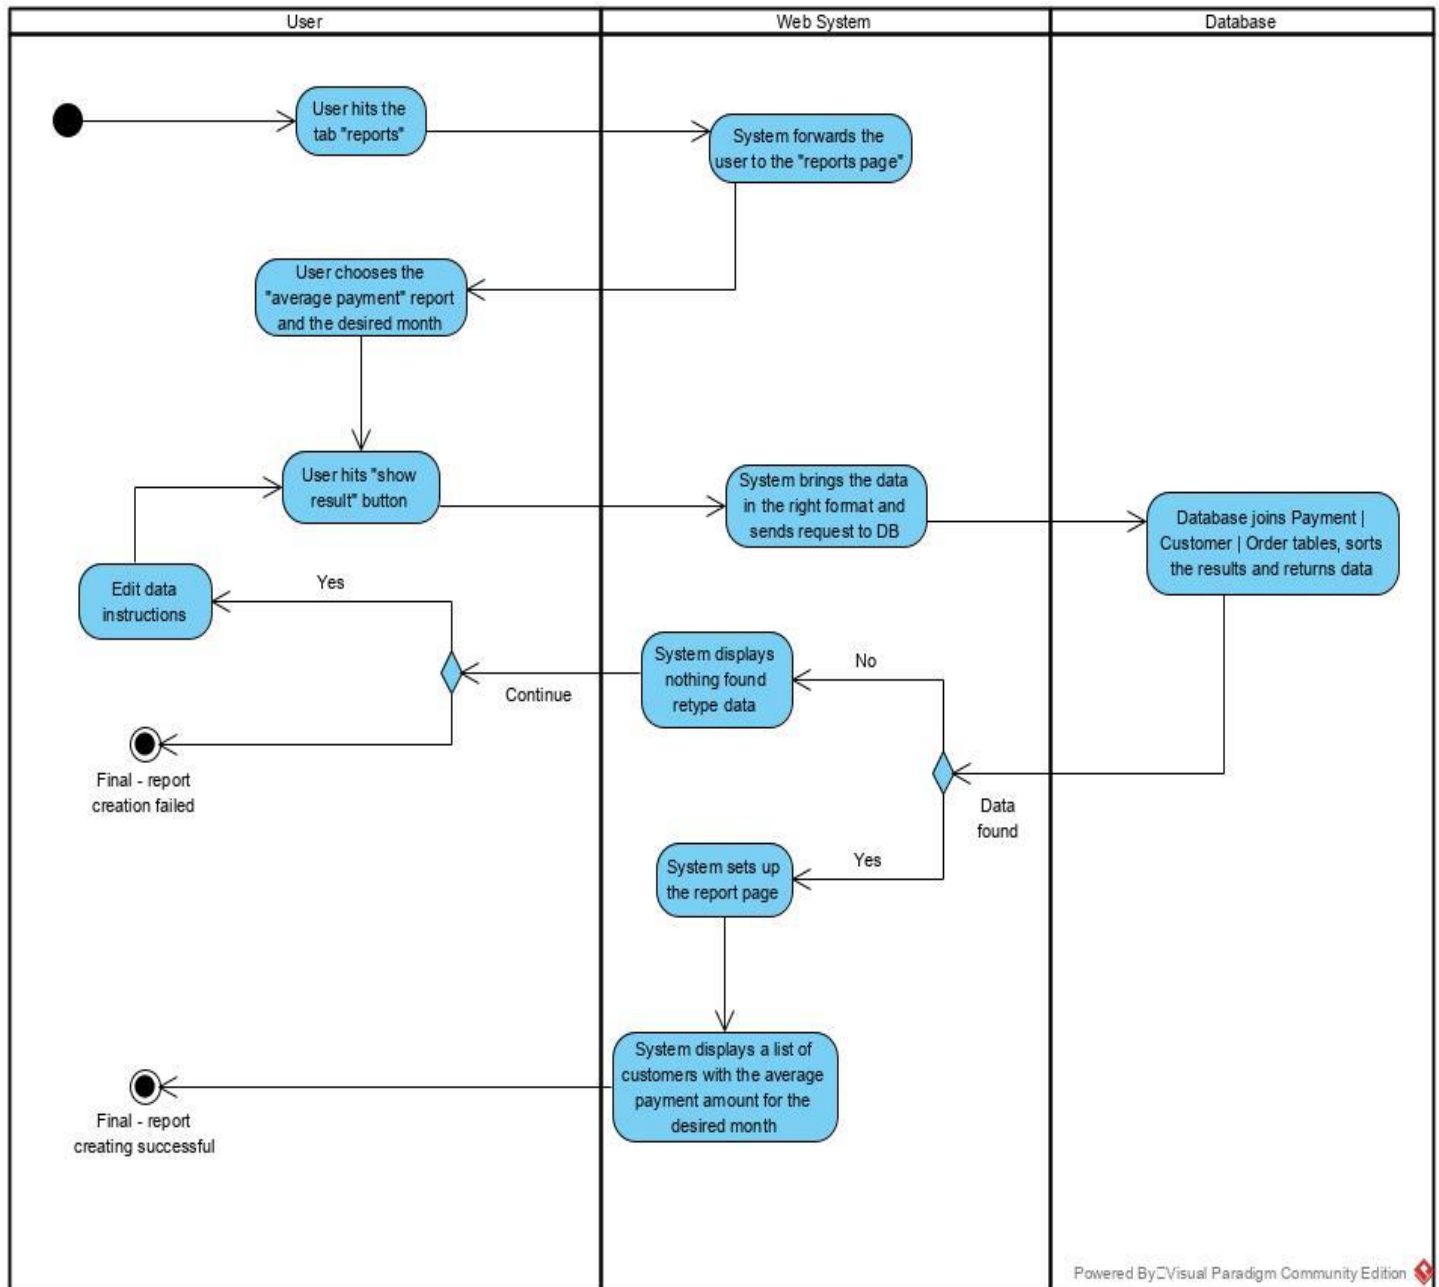 User
Web System
Database
User hits the
tab "reports"
System forwards the
user to the "reports page"
User chooses the
"average payment" report
and the desired month
User hits "show
result" button
System brings the data
in the right format and
sends request to DB
Database joins Payment |
Customer | Order tables, sorts
the results and returns data
Edit data
instructions
Yes
System displays
nothing found
retype data
No
Continue
Final - report
creation failed
Data
found
System sets up
the report page
Yes
System displays a list of
customers with the average
payment amount for the
desired month
Final - report
creating successful
Powered By Visual Paradigm Community Edition